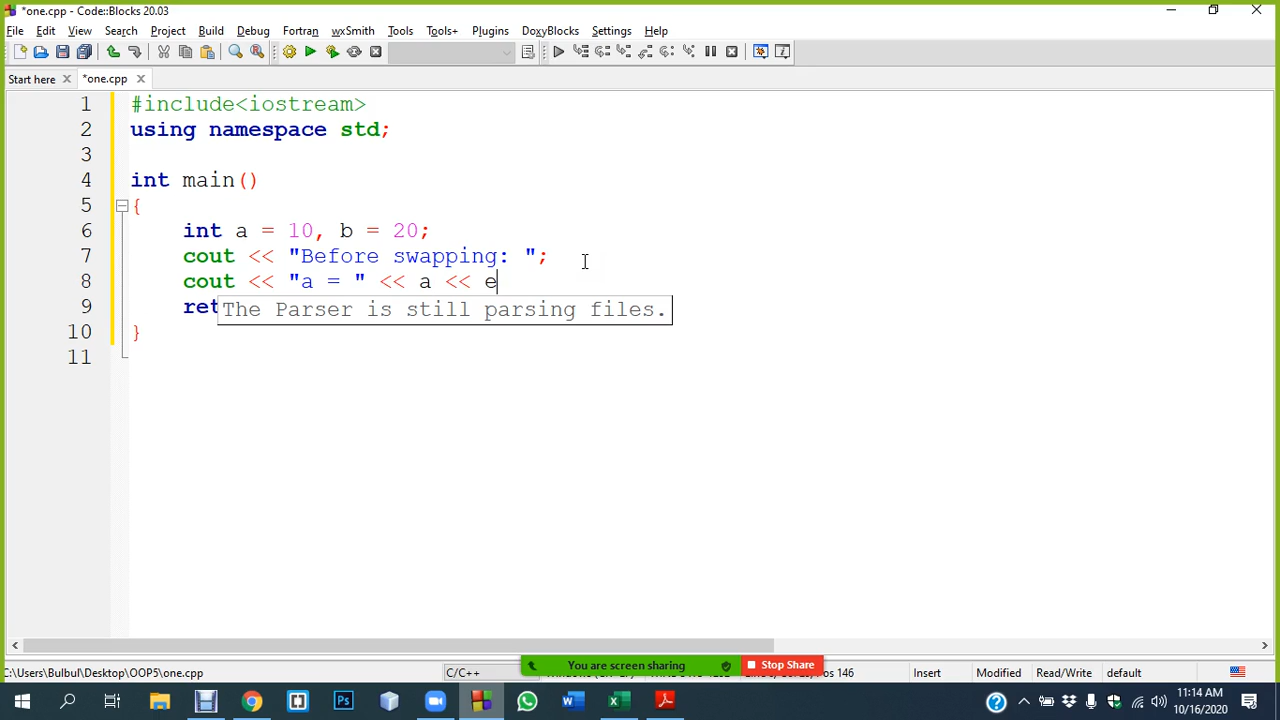 *one.cpp - Code::Blocks 20.03
File Edit View Search Project Build Debug Fortran wxSmith Tools Tools+ Plugins DoxyBlocks Settings Help
Start here *one.cpp
1 #include<iostream>
2 using namespace std;
3
4 int main()
5 {
6 int a = 10, b = 20;
7 cout << "Before swapping: ";
8 cout << "a = " << a << e
9 ret
The Parser is still parsing files.
10 }
11
C:\Users\Bulbul\Desktop\OOP5\one.cpp C/C++ Pos 146 Insert Modified Read/Write default
You are screen sharing Stop Share
11:14 AM
10/16/2020